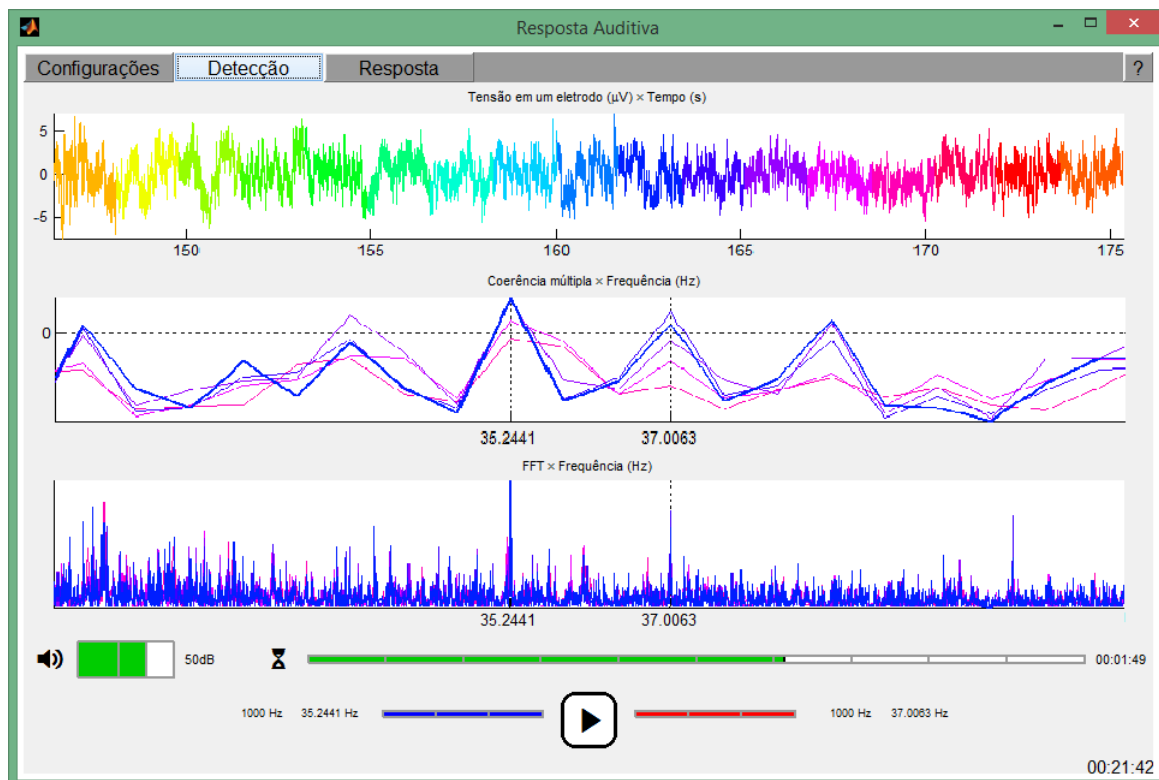 Resposta Auditiva
Configurações Detecção Resposta ?
Tensão em um eletrodo (µV) × Tempo (s)
5
0
-5
150 155 160 165 170 175
Coerência múltipla × Frequência (Hz)
0
35.2441 37.0063
FFT × Frequência (Hz)
35.2441 37.0063
50dB 00:01:49
1000 Hz 35.2441 Hz 1000 Hz 37.0063 Hz
00:21:42